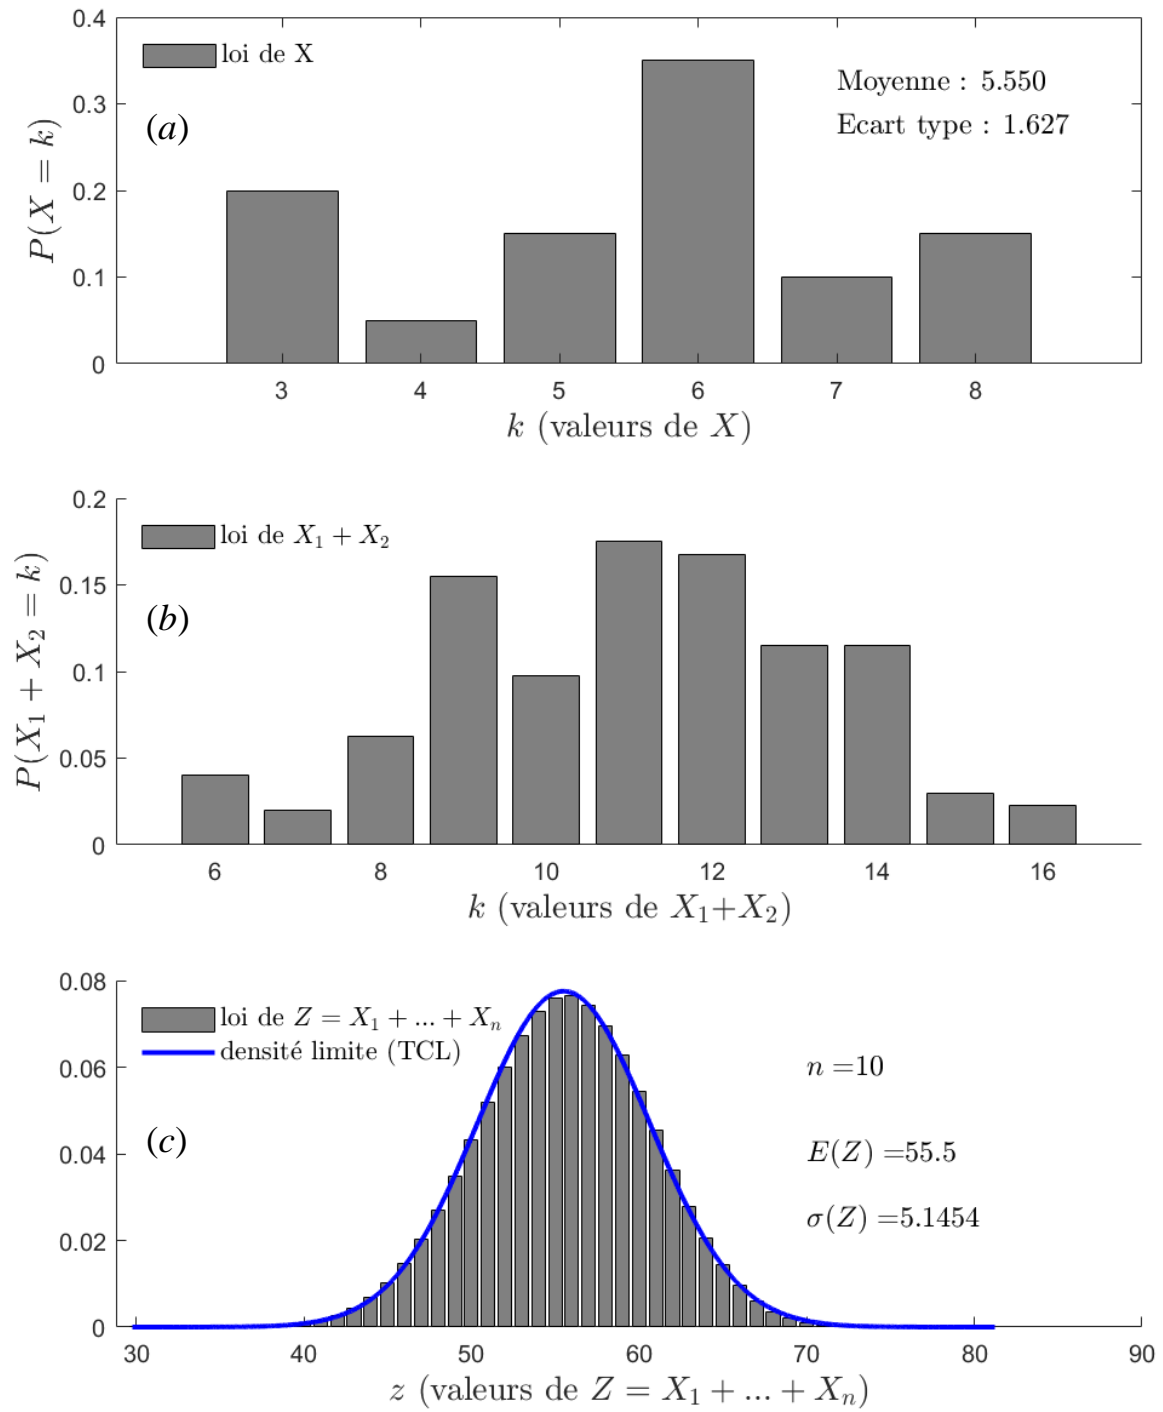 0.4
0.3
0.2
0.1
0
P(X = k)
loi de X
(a)
Moyenne : 5.550
Ecart type : 1.627
3 4 5 6 7 8
k (valeurs de X)
0.2
0.15
0.1
0.05
0
P(X₁ + X₂ = k)
loi de X₁ + X₂
(b)
6 8 10 12 14 16
k (valeurs de X₁+X₂)
0.08
0.06
0.04
0.02
0
loi de Z = X₁ + ... + Xₙ
densité limite (TCL)
(c)
n =10
E(Z) =55.5
σ(Z) =5.1454
30 40 50 60 70 80 90
z (valeurs de Z = X₁ + ... + Xₙ)